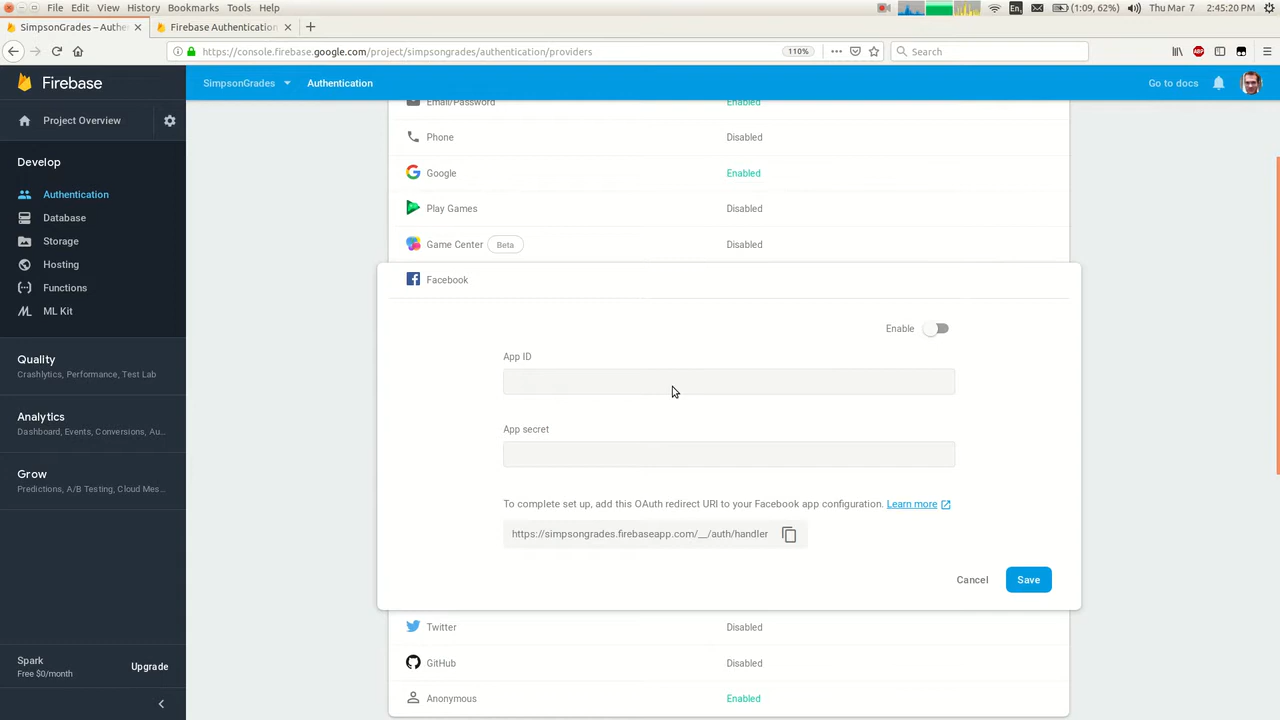 File Edit View History Bookmarks Tools Help
En (1:09, 62%) Thu Mar 7 2:45:20 PM
SimpsonGrades – Authe
Firebase Authentication
https://console.firebase.google.com/project/simpsongrades/authentication/providers 110% Search
Firebase
SimpsonGrades Authentication Go to docs
Project Overview
Develop
Authentication
Database
Storage
Hosting
Functions
ML Kit
Quality
Crashlytics, Performance, Test Lab
Analytics
Dashboard, Events, Conversions, Au...
Grow
Predictions, A/B Testing, Cloud Mes...
Spark
Free $0/month
Upgrade
Email/Password Enabled
Phone Disabled
Google Enabled
Play Games Disabled
Game Center Beta Disabled
Facebook
Enable
App ID
App secret
To complete set up, add this OAuth redirect URI to your Facebook app configuration. Learn more
https://simpsongrades.firebaseapp.com/__/auth/handler
Cancel Save
Twitter Disabled
GitHub Disabled
Anonymous Enabled